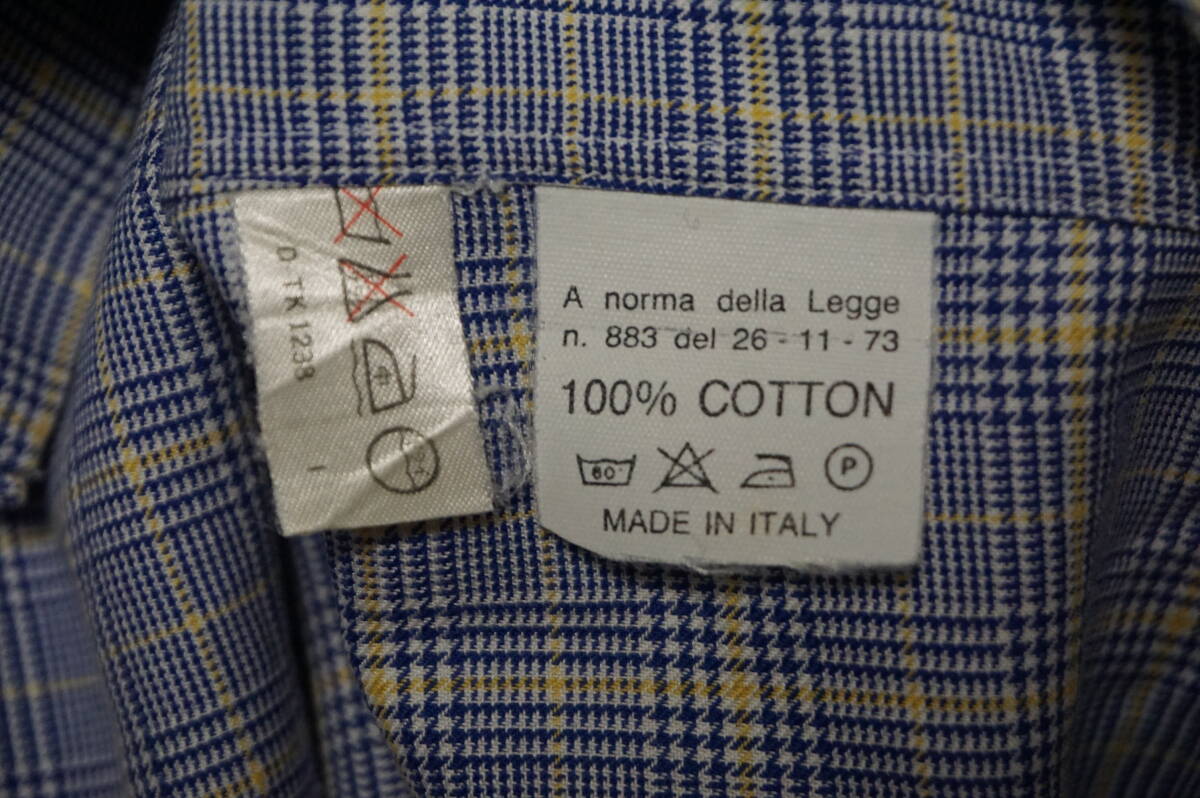 D.TK 1238
A norma della Legge
n. 883 del 26 - 11 - 73
100% COTTON
60° P
MADE IN ITALY